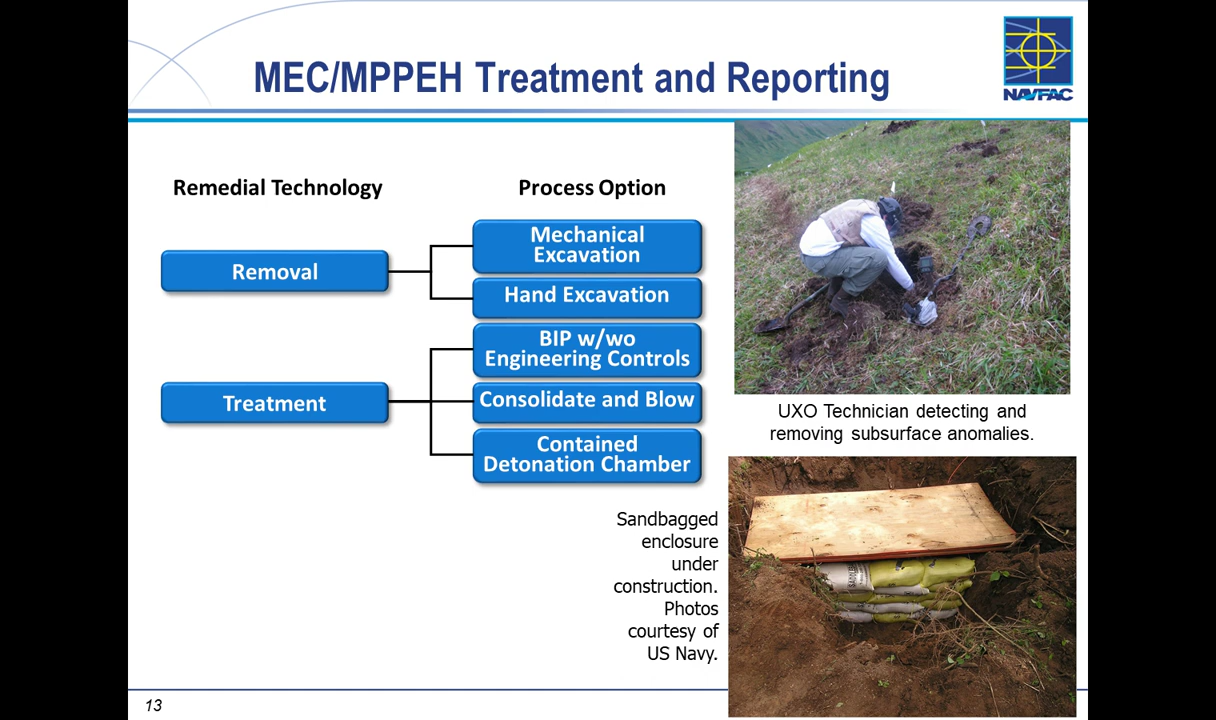 MEC/MPPEH Treatment and Reporting
NAVFAC
Remedial Technology
Process Option
Removal
Mechanical
Excavation
Hand Excavation
Treatment
BIP w/wo
Engineering Controls
Consolidate and Blow
Contained
Detonation Chamber
UXO Technician detecting and
removing subsurface anomalies.
Sandbagged
enclosure
under
construction.
Photos
courtesy of
US Navy.
13